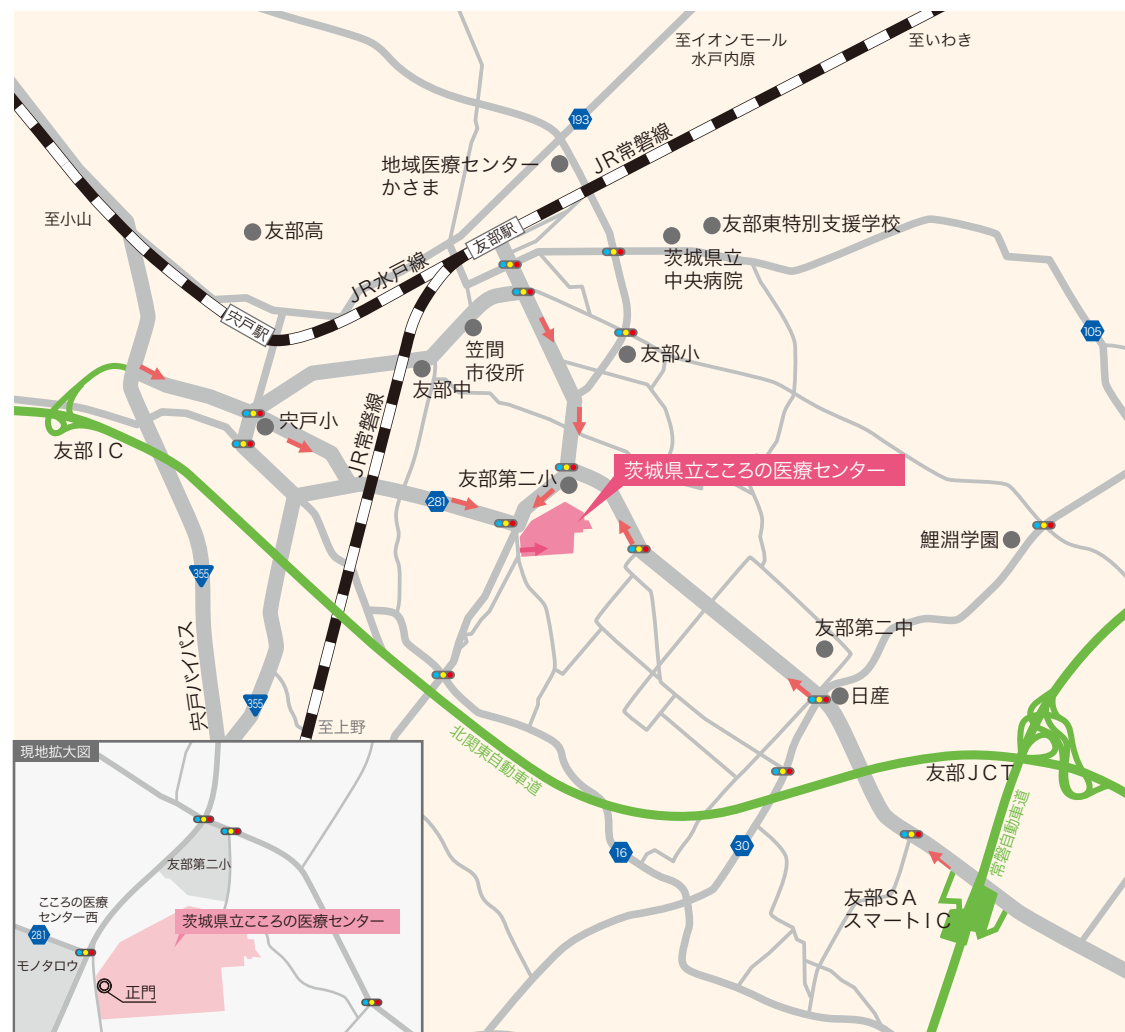 至イオンモール
水戸内原
至いわき
193
JR常磐線
地域医療センター
かさま
至小山
友部高
友部駅
友部東特別支援学校
茨城県立
中央病院
JR水戸線
宍戸駅
105
笠間
市役所
友部小
友部中
宍戸小
JR常磐線
友部IC
友部第二小
茨城県立こころの医療センター
281
鯉淵学園
355
宍戸バイパス
友部第二中
355
日産
至上野
北関東自動車道
友部JCT
常磐自動車道
16
30
友部SA
スマートIC
現地拡大図
友部第二小
こころの医療
センター西
茨城県立こころの医療センター
281
モノタロウ
正門